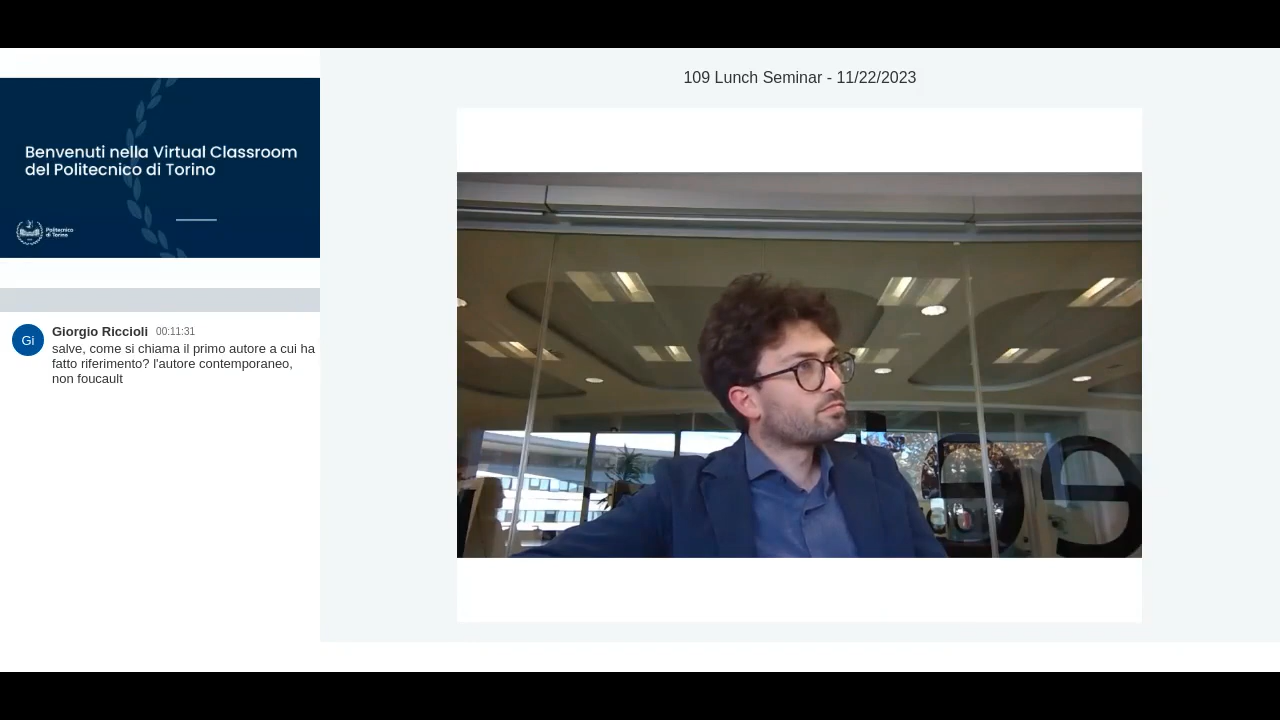 109 Lunch Seminar - 11/22/2023
Benvenuti nella Virtual Classroom
del Politecnico di Torino
Politecnico
di Torino
Gi
Giorgio Riccioli 00:11:31
salve, come si chiama il primo autore a cui ha
fatto riferimento? l'autore contemporaneo,
non foucault